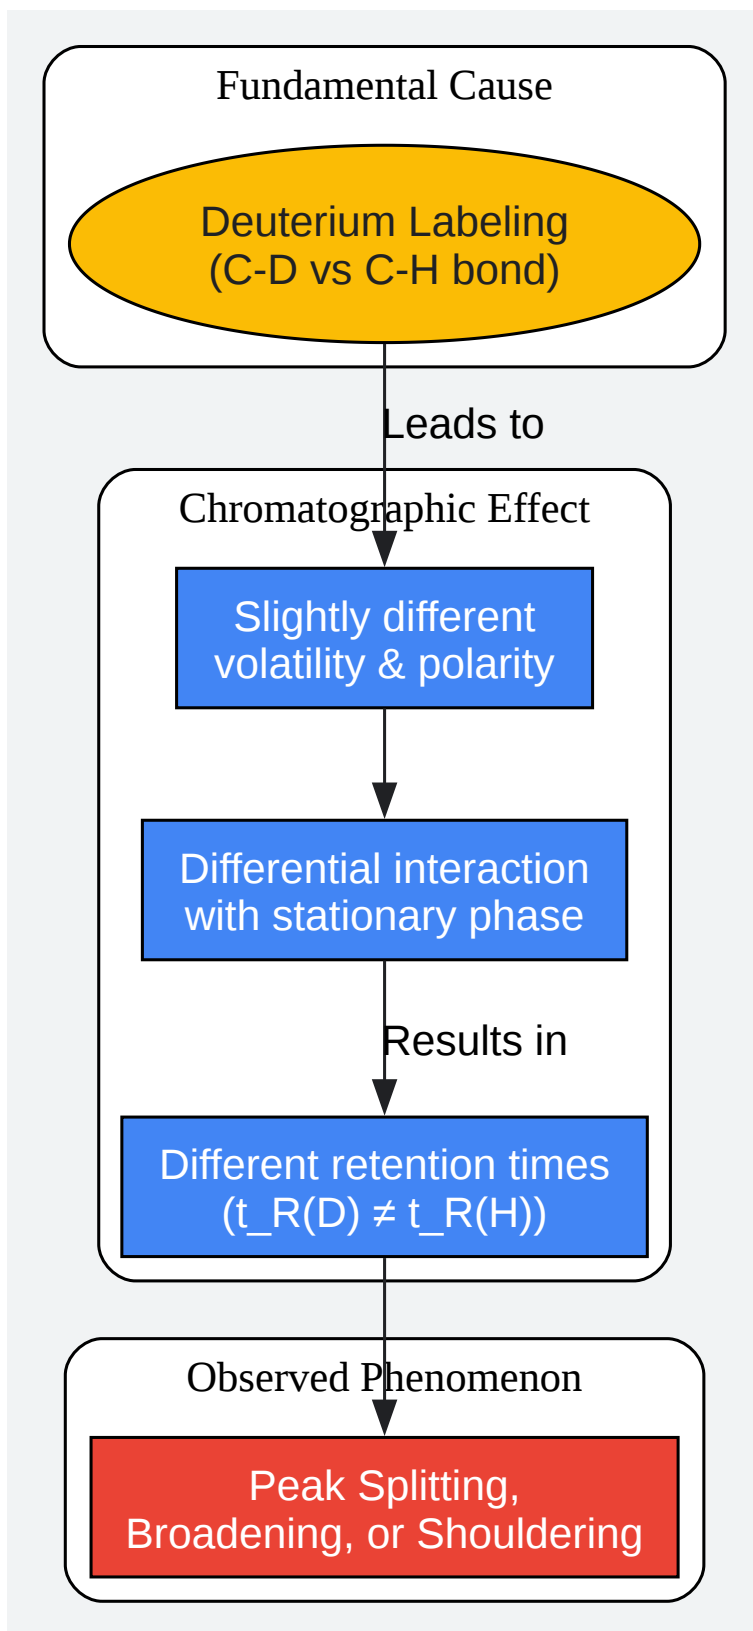 Fundamental Cause
Deuterium Labeling
(C-D vs C-H bond)
Leads to
Chromatographic Effect
Slightly different
volatility & polarity
Differential interaction
with stationary phase
Results in
Different retention times
(t_R(D) ≠ t_R(H))
Observed Phenomenon
Peak Splitting,
Broadening, or Shouldering